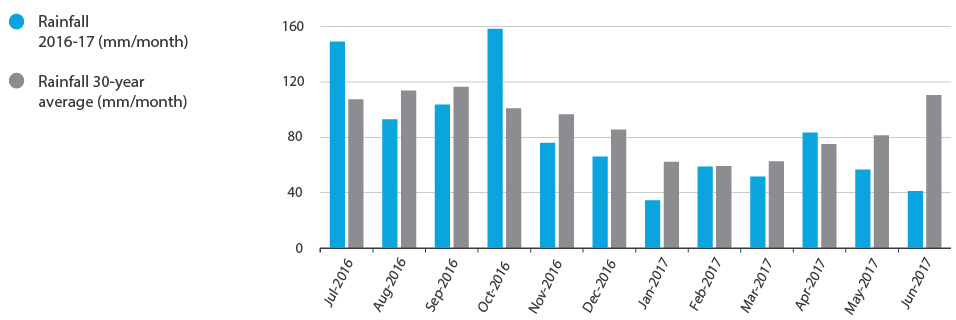 Rainfall
2016-17 (mm/month)
Rainfall 30-year
average (mm/month)
160
120
80
40
0
Jul-2016
Aug-2016
Sep-2016
Oct-2016
Nov-2016
Dec-2016
Jan-2017
Feb-2017
Mar-2017
Apr-2017
May-2017
Jun-2017